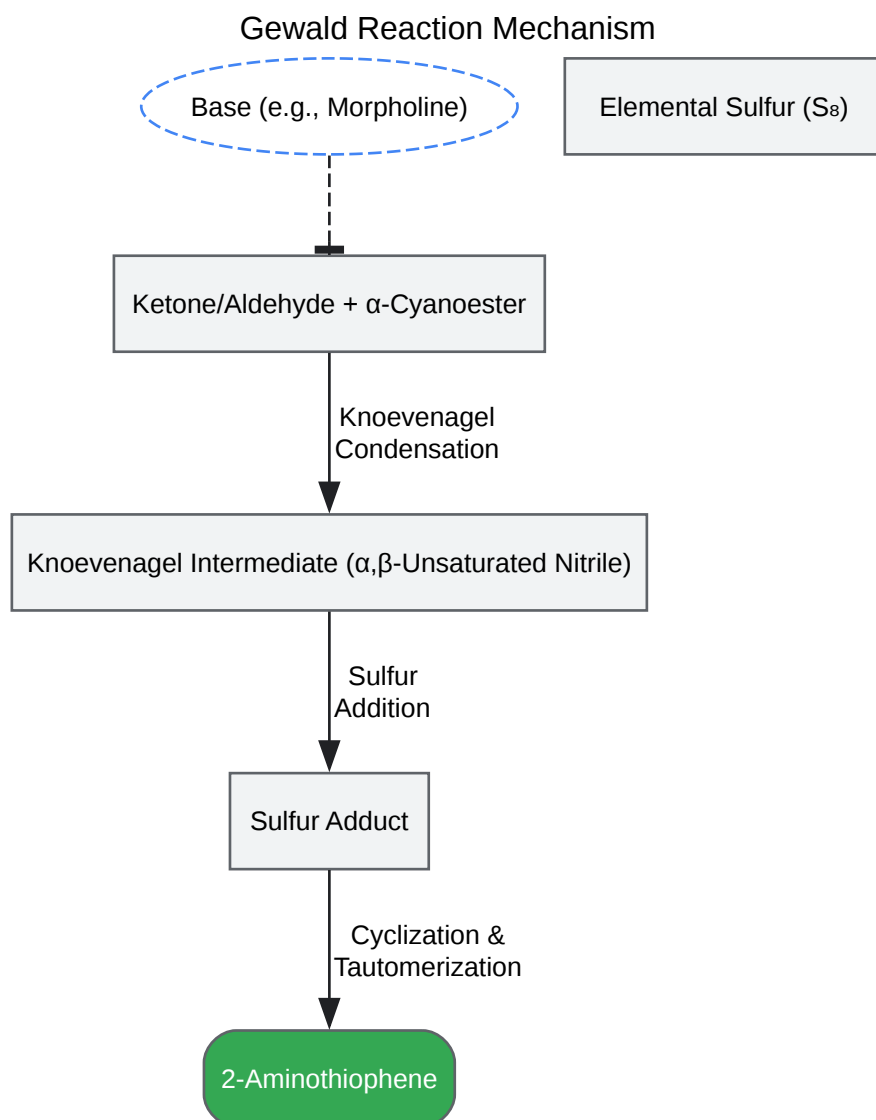 Gewald Reaction Mechanism
Base (e.g., Morpholine)
Elemental Sulfur (S₈)
Ketone/Aldehyde + α-Cyanoester
Knoevenagel
Condensation
Knoevenagel Intermediate (α,β-Unsaturated Nitrile)
Sulfur
Addition
Sulfur Adduct
Cyclization &
Tautomerization
2-Aminothiophene